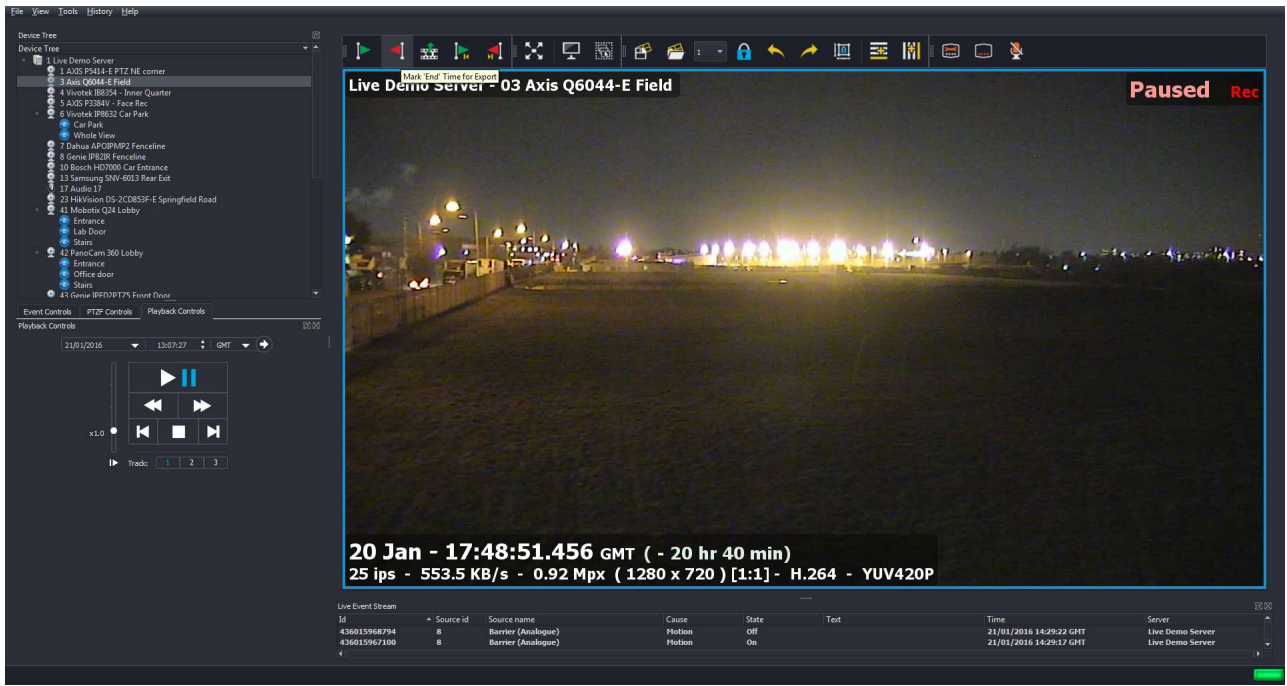 File View Tools History Help
Device Tree
Device Tree
1 Live Demo Server
1 AXIS P5414-E PTZ NE corner
3 Axis Q6044-E Field
4 Vivotek IB8354 - Inner Quarter
5 AXIS P3384V - Face Rec
6 Vivotek IP8632 Car Park
Car Park
Whole View
7 Dahua APOIPMP2 Fenceline
8 Genie IPB2IR Fenceline
10 Bosch HD7000 Car Entrance
13 Samsung SNV-6013 Rear Exit
17 Audio 17
23 HikVision DS-2CD853F-E Springfield Road
41 Mobotix Q24 Lobby
Entrance
Lab Door
Stairs
42 PanoCam 360 Lobby
Entrance
Office door
Stairs
43 Genie IPFD2PTZ5 Front Door
Event Controls PTZF Controls Playback Controls
Playback Controls
21/01/2016 13:07:27 GMT
x1.0
Track: 1 2 3
1
Mark 'End' Time for Export
Live Demo Server - 03 Axis Q6044-E Field
Paused Rec
20 Jan - 17:48:51.456 GMT ( - 20 hr 40 min)
25 ips - 553.5 KB/s - 0.92 Mpx ( 1280 x 720 ) [1:1] - H.264 - YUV420P
Live Event Stream
Id Source id Source name Cause State Text Time Server
436015968794 8 Barrier (Analogue) Motion Off 21/01/2016 14:29:22 GMT Live Demo Server
436015967100 8 Barrier (Analogue) Motion On 21/01/2016 14:29:17 GMT Live Demo Server